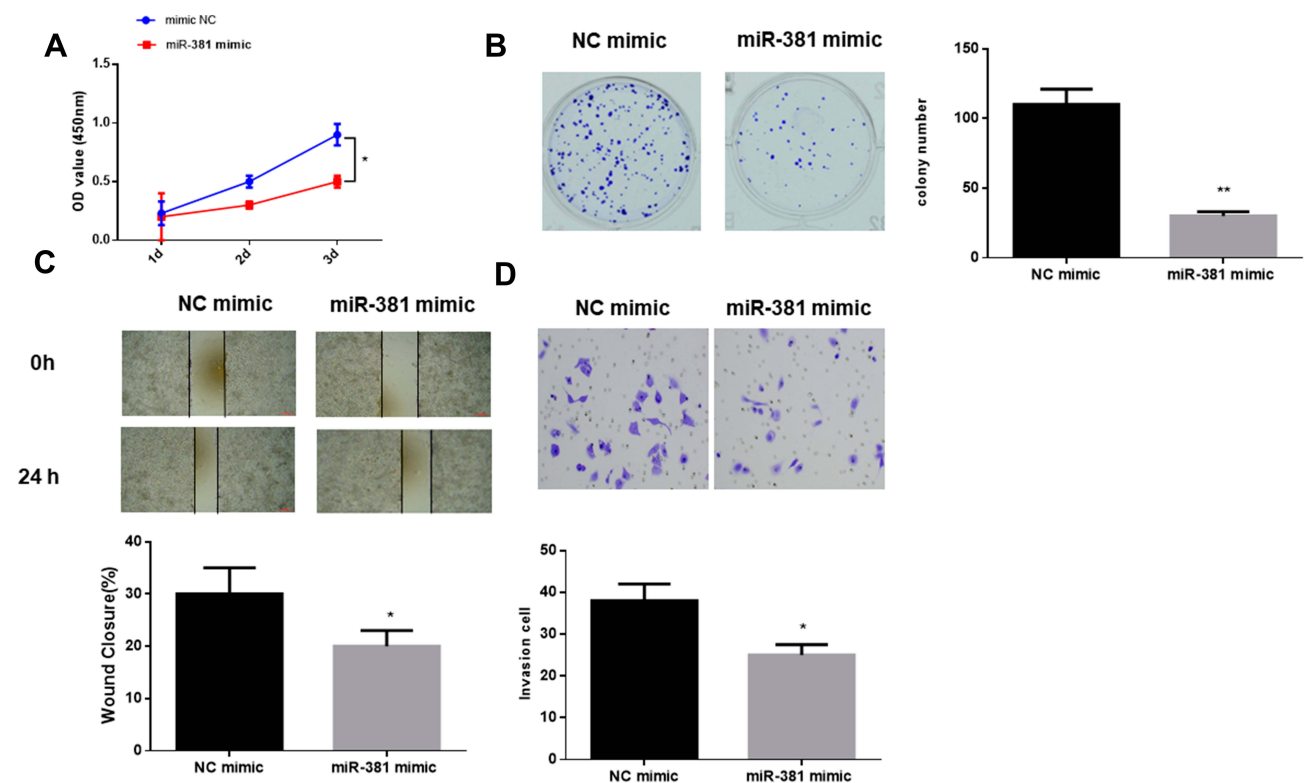 mimic NC
miR-381 mimic
A
OD value (450nm)
1.5
1.0
0.5
0.0
1d
2d
3d
*
B
NC mimic
miR-381 mimic
colony number
150
100
50
0
**
NC mimic
miR-381 mimic
C
NC mimic
miR-381 mimic
0h
24 h
Wound Closure(%)
40
30
20
10
0
*
NC mimic
miR-381 mimic
D
NC mimic
miR-381 mimic
Invasion cell
50
40
30
20
10
0
*
NC mimic
miR-381 mimic